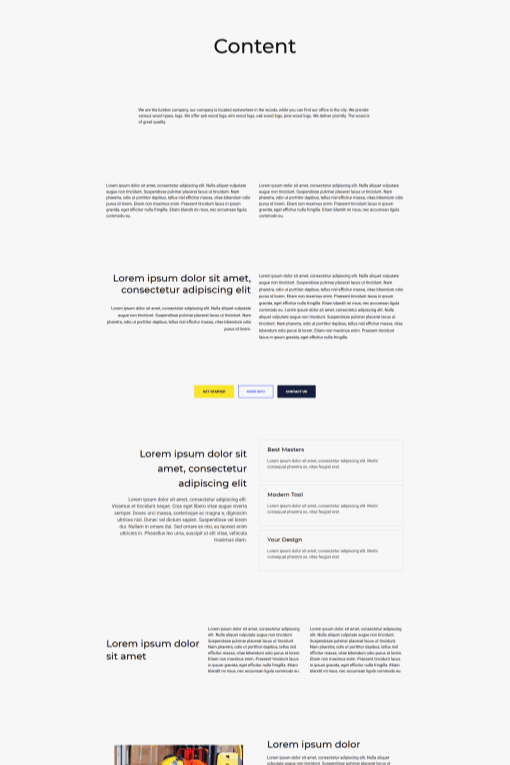 Content
We are the lumber company, our company is located somewhere in the woods, while you can find our office in the city. We provide
various wood types, logs. We offer ash wood logs, elm wood logs, oak wood logs, pine wood logs. We deliver promtly. The wood is
of great quality.
Lorem ipsum dolor sit amet, consectetur adipiscing elit. Nulla aliquet vulputate
augue non tincidunt. Suspendisse pulvinar placerat lacus ut tincidunt. Nam
pharetra, odio ut porttitor dapibus, tellus nisl efficitur massa, vitae bibendum odio
purus id lorem. Etiam non maximus enim. Praesent tincidunt lacus in ipsum
gravida, eget efficitur nulla fringilla. Etiam blandit mi risus, nec accumsan ligula
commodo eu.
Lorem ipsum dolor sit amet, consectetur adipiscing elit. Nulla aliquet vulputate
augue non tincidunt. Suspendisse pulvinar placerat lacus ut tincidunt. Nam
pharetra, odio ut porttitor dapibus, tellus nisl efficitur massa, vitae bibendum odio
purus id lorem. Etiam non maximus enim. Praesent tincidunt lacus in ipsum
gravida, eget efficitur nulla fringilla. Etiam blandit mi risus, nec accumsan ligula
commodo eu.
Lorem ipsum dolor sit amet,
consectetur adipiscing elit
Lorem ipsum dolor sit amet, consectetur adipiscing elit. Nulla aliquet vulputate
augue non tincidunt. Suspendisse pulvinar placerat lacus ut tincidunt. Nam
pharetra, odio ut porttitor dapibus, tellus nisl efficitur massa, vitae bibendum odio
purus id lorem.
Lorem ipsum dolor sit amet, consectetur adipiscing elit. Nulla aliquet vulputate
augue non tincidunt. Suspendisse pulvinar placerat lacus ut tincidunt. Nam
pharetra, odio ut porttitor dapibus, tellus nisl efficitur massa, vitae bibendum odio
purus id lorem. Etiam non maximus enim. Praesent tincidunt lacus in ipsum
gravida, eget efficitur nulla fringilla. Etiam blandit mi risus, nec accumsan ligula
commodo eu. Lorem ipsum dolor sit amet, consectetur adipiscing elit. Nulla
aliquet vulputate augue non tincidunt. Suspendisse pulvinar placerat lacus ut
tincidunt. Nam pharetra, odio ut porttitor dapibus, tellus nisl efficitur massa, vitae
bibendum odio purus id lorem. Etiam non maximus enim. Praesent tincidunt
lacus in ipsum gravida, eget efficitur nulla fringilla.
GET STARTED
MORE INFO
CONTACT US
Lorem ipsum dolor sit
amet, consectetur
adipiscing elit
Lorem ipsum dolor sit amet, consectetur adipiscing elit.
Vivamus et tincidunt neque. Cras eget libero vitae augue viverra
semper. Donec orci massa, scelerisque ac magna a, dignissim
ultrices nisl. Donec vel dictum sapien. Suspendisse vel lorem
dui. Nullam in ornare dui. Sed ornare ex nisi, eu laoreet enim
ultricies in. Phasellus leo urna, suscipit ut elit vitae, vehicula
maximus diam.
Best Masters
Lorem ipsum dolor sit amet, consectetur adipiscing elit. Morbi
consequat pharetra ex, vitae feugiat erat.
Modern Tool
Lorem ipsum dolor sit amet, consectetur adipiscing elit. Morbi
consequat pharetra ex, vitae feugiat erat.
Your Design
Lorem ipsum dolor sit amet, consectetur adipiscing elit. Morbi
consequat pharetra ex, vitae feugiat erat.
Lorem ipsum dolor
sit amet
Lorem ipsum dolor sit amet, consectetur adipiscing
elit. Nulla aliquet vulputate augue non tincidunt.
Suspendisse pulvinar placerat lacus ut tincidunt.
Nam pharetra, odio ut porttitor dapibus, tellus nisl
efficitur massa, vitae bibendum odio purus id lorem.
Etiam non maximus enim. Praesent tincidunt lacus
in ipsum gravida, eget efficitur nulla fringilla. Etiam
blandit mi risus, nec accumsan ligula commodo eu.
Lorem ipsum dolor sit amet, consectetur adipiscing
elit. Nulla aliquet vulputate augue non tincidunt.
Suspendisse pulvinar placerat lacus ut tincidunt.
Nam pharetra, odio ut porttitor dapibus, tellus nisl
efficitur massa, vitae bibendum odio purus id lorem.
Etiam non maximus enim. Praesent tincidunt lacus
in ipsum gravida, eget efficitur nulla fringilla. Etiam
blandit mi risus, nec accumsan ligula commodo eu.
Lorem ipsum dolor
Lorem ipsum dolor sit amet, consectetur adipiscing elit. Nulla aliquet
vulputate augue non tincidunt. Suspendisse pulvinar placerat lacus ut